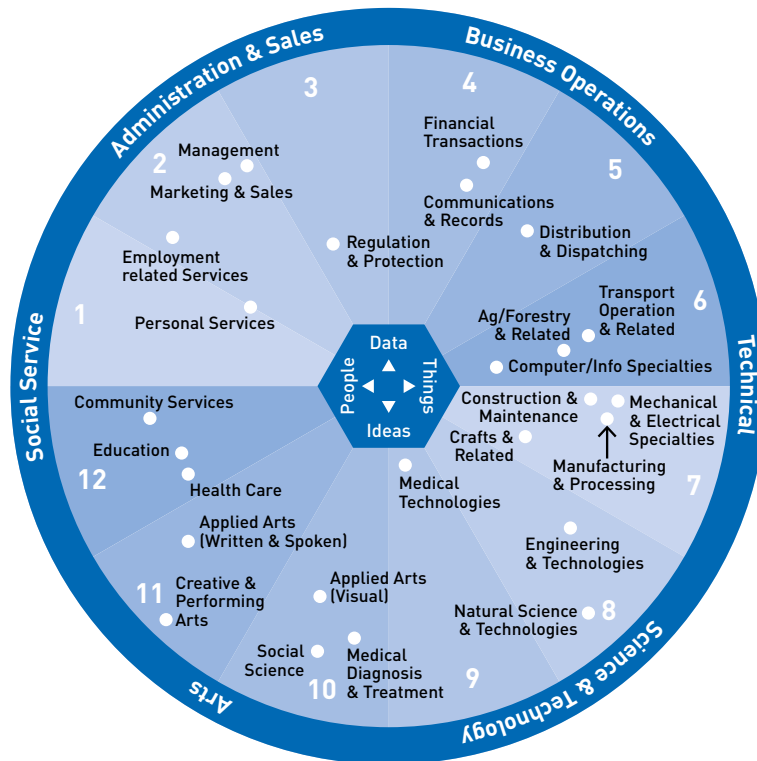 Administration & Sales
Business Operations
Technical
Science & Technology
Arts
Social Service
1
2
3
4
5
6
7
8
9
10
11
12
Management
Marketing & Sales
Employment
related Services
Personal Services
Regulation
& Protection
Financial
Transactions
Communications
& Records
Distribution
& Dispatching
Transport
Operation
& Related
Ag/Forestry
& Related
Computer/Info Specialties
Data
People
Things
Ideas
Construction &
Maintenance
Mechanical
& Electrical
Specialties
Crafts &
Related
Manufacturing
& Processing
Medical
Technologies
Engineering
& Technologies
Natural Science
& Technologies
Community Services
Education
Health Care
Applied Arts
(Written & Spoken)
Creative &
Performing
Arts
Applied Arts
(Visual)
Social
Science
Medical
Diagnosis
& Treatment